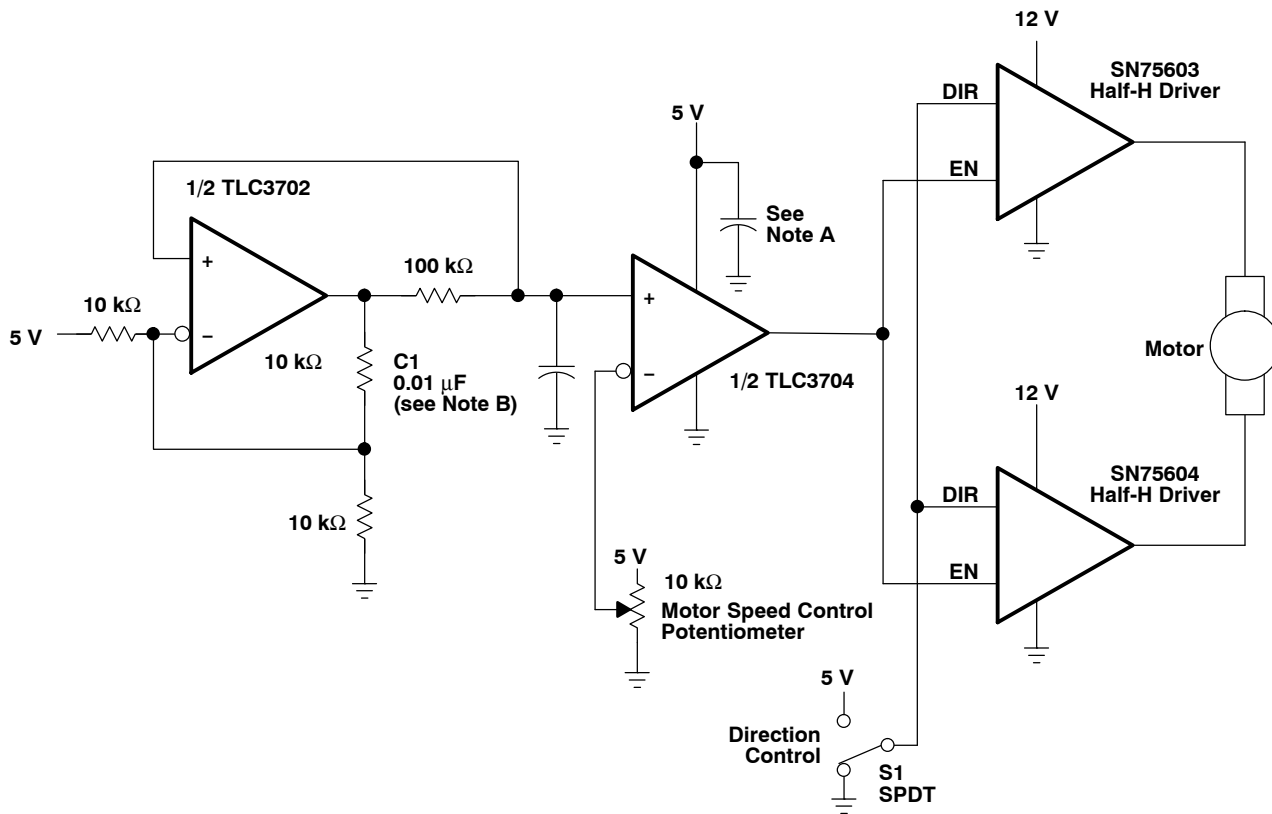 12 V
SN75603
Half-H Driver
DIR
5 V
EN
1/2 TLC3702
See
Note A
+
100 kΩ
10 kΩ
+
5 V
−
10 kΩ
C1
0.01 μF
(see Note B)
−
1/2 TLC3704
Motor
12 V
SN75604
Half-H Driver
DIR
10 kΩ
5 V
10 kΩ
EN
Motor Speed Control
Potentiometer
5 V
Direction
Control
S1
SPDT